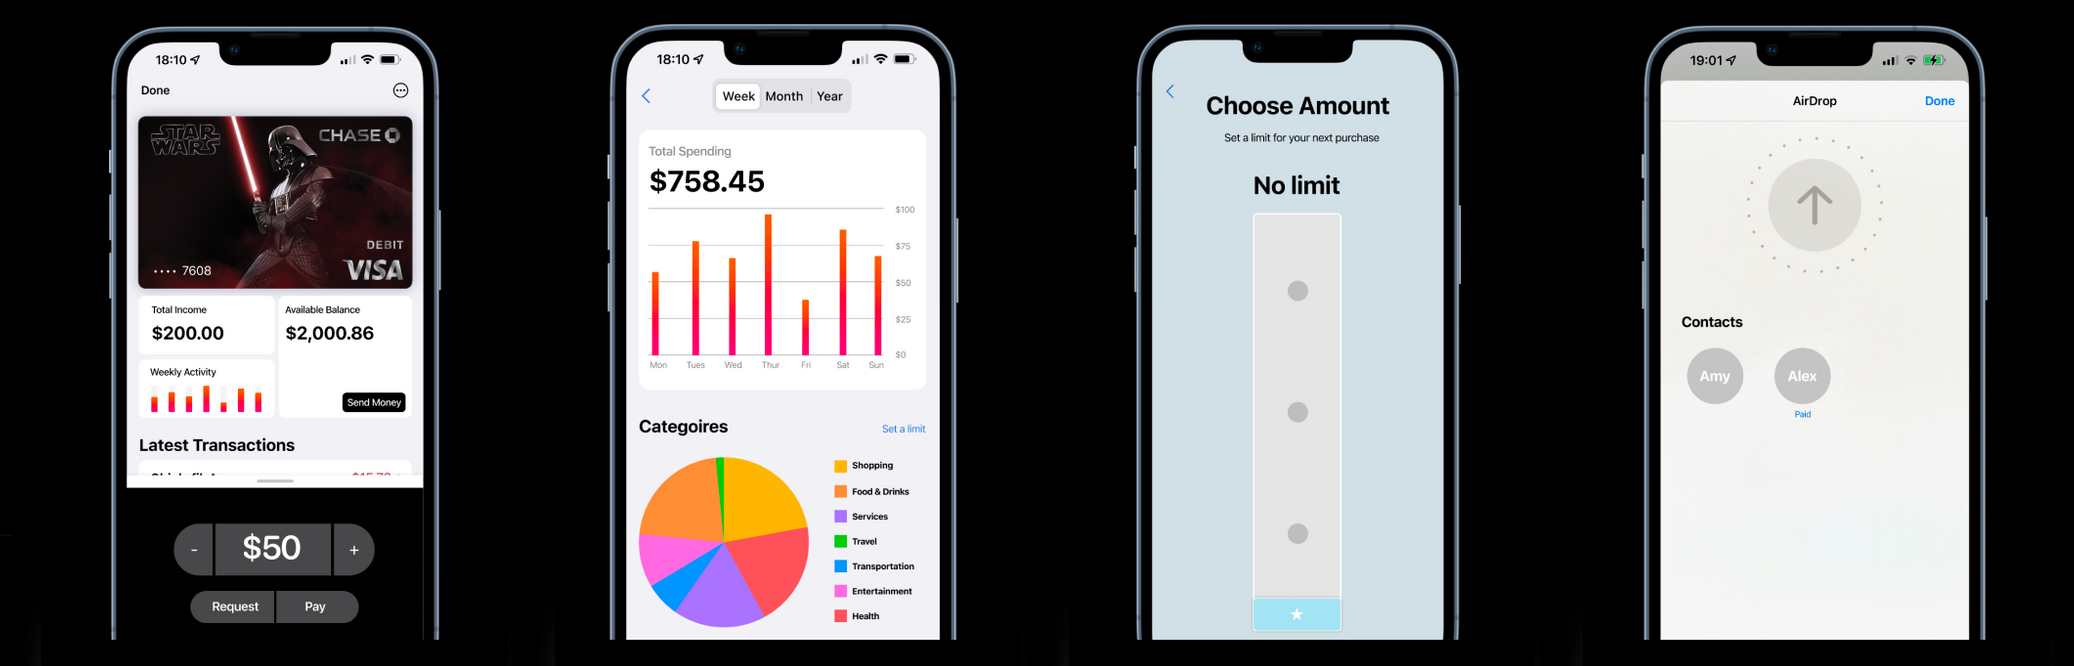 18:10
Done
STAR WARS
CHASE
DEBIT
•••• 7608
VISA
Total Income
$200.00
Available Balance
$2,000.86
Weekly Activity
Send Money
Latest Transactions
-
$50
+
Request
Pay
18:10
Week Month Year
Total Spending
$758.45
$100
$75
$50
$25
$0
Mon Tues Wed Thur Fri Sat Sun
Categoires
Set a limit
Shopping
Food & Drinks
Services
Travel
Transportation
Entertainment
Health
Choose Amount
Set a limit for your next purchase
No limit
19:01
AirDrop
Done
Contacts
Amy
Alex
Paid